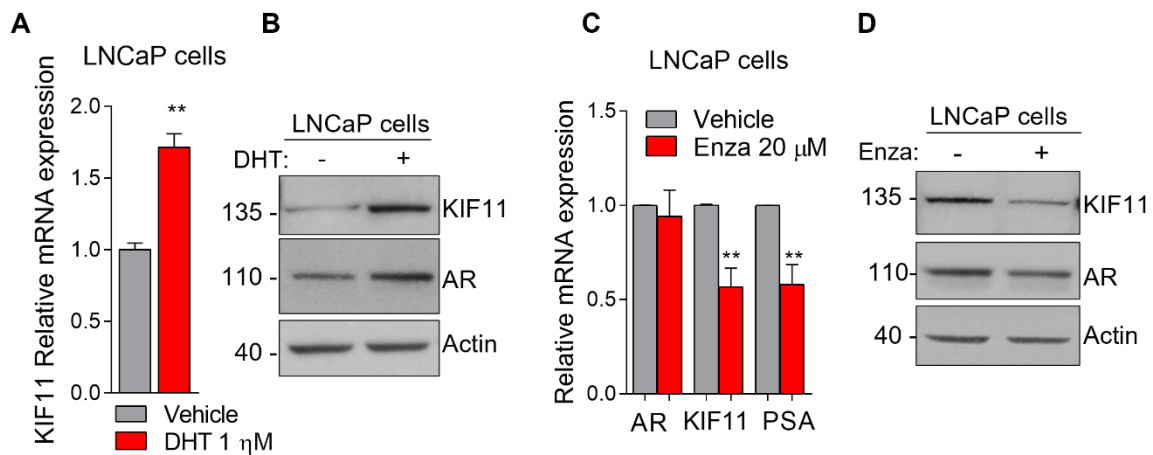 A
LNCaP cells
KIF11 Relative mRNA expression
2.0
**
1.5
1.0
0.5
0.0
Vehicle
DHT 1 ηM
B
LNCaP cells
DHT: - +
135 - KIF11
110 - AR
40 - Actin
C
LNCaP cells
Relative mRNA expression
1.5
Vehicle
Enza 20 μM
1.0
** **
0.5
0.0
AR KIF11 PSA
D
LNCaP cells
Enza: - +
135- KIF11
110- AR
40 - Actin